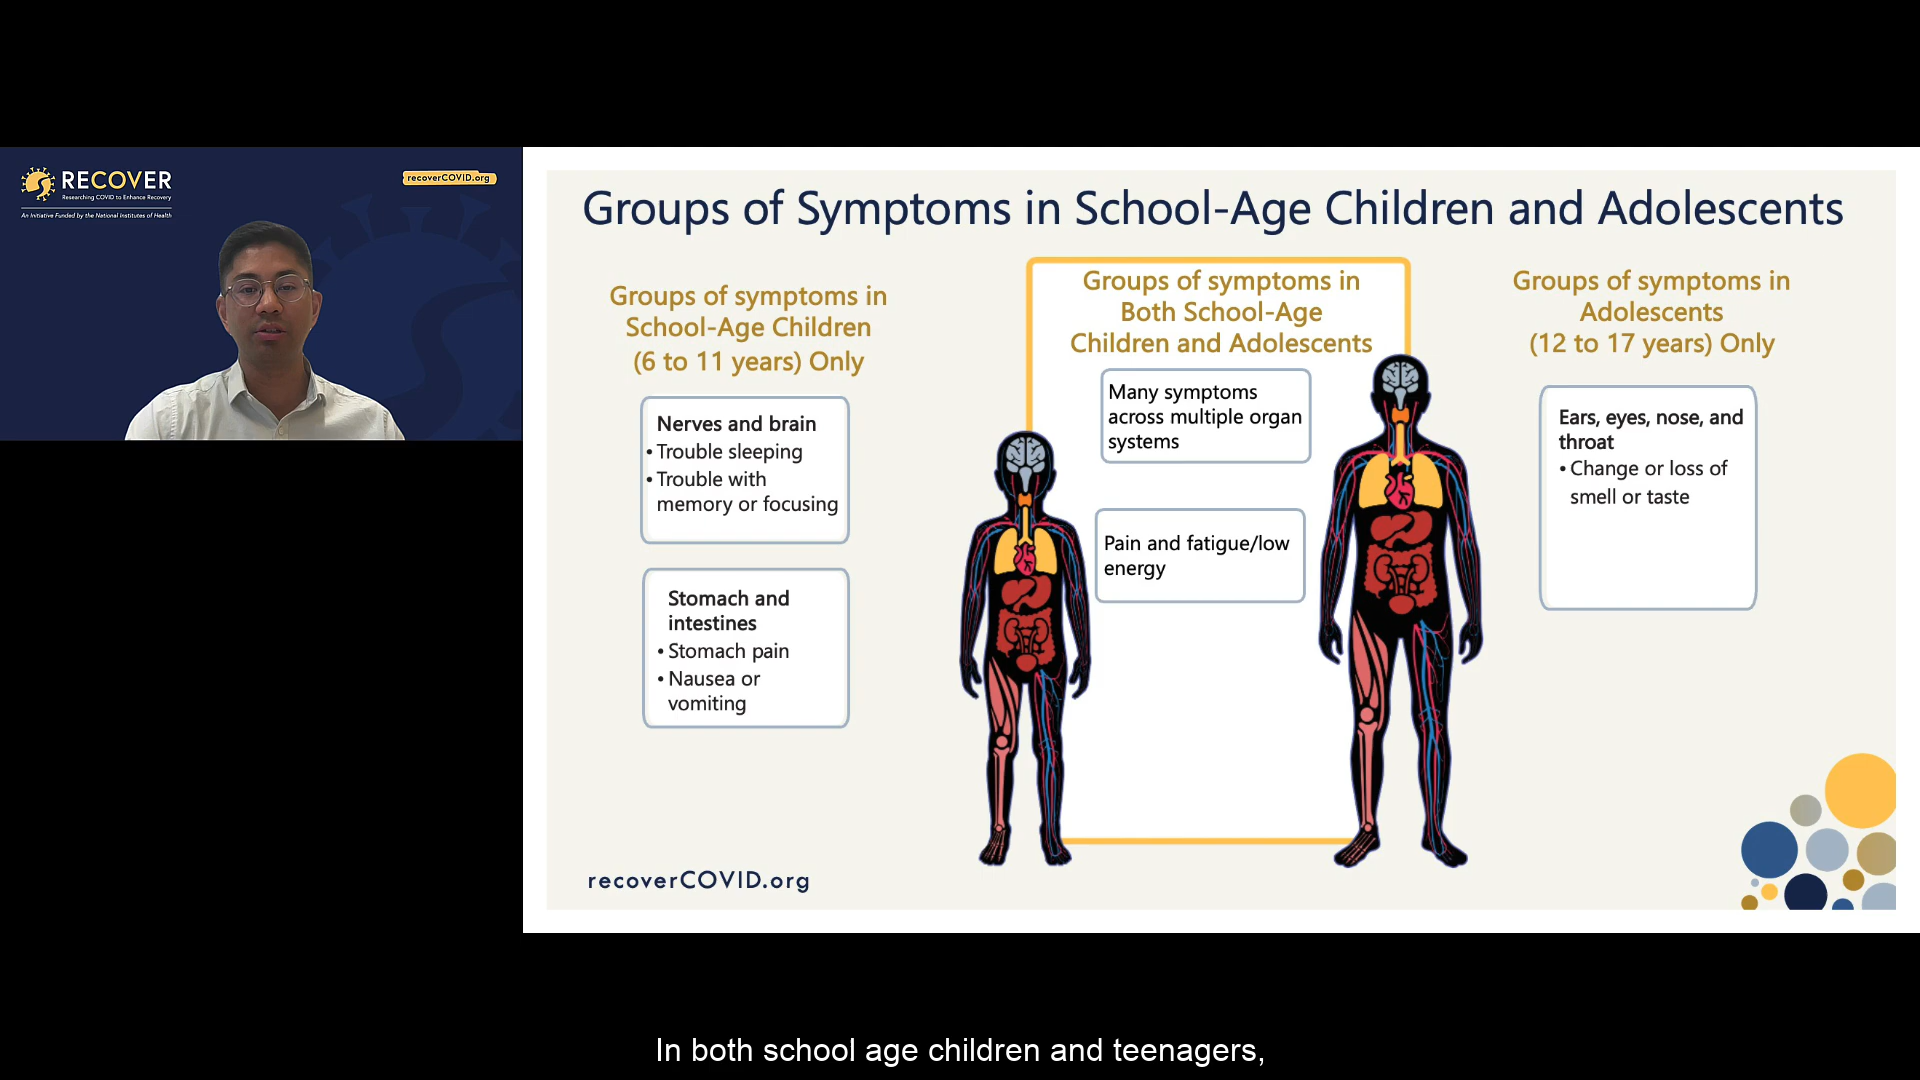 RECOVER
Researching COVID to Enhance Recovery
An Initiative Funded by the National Institutes of Health
recoverCOVID.org
Groups of Symptoms in School-Age Children and Adolescents
Groups of symptoms in
School-Age Children
(6 to 11 years) Only
Nerves and brain
• Trouble sleeping
• Trouble with
memory or focusing
Stomach and
intestines
• Stomach pain
• Nausea or
vomiting
Groups of symptoms in
Both School-Age
Children and Adolescents
Many symptoms
across multiple organ
systems
Pain and fatigue/low
energy
Groups of symptoms in
Adolescents
(12 to 17 years) Only
Ears, eyes, nose, and
throat
• Change or loss of
smell or taste
recoverCOVID.org
In both school age children and teenagers,